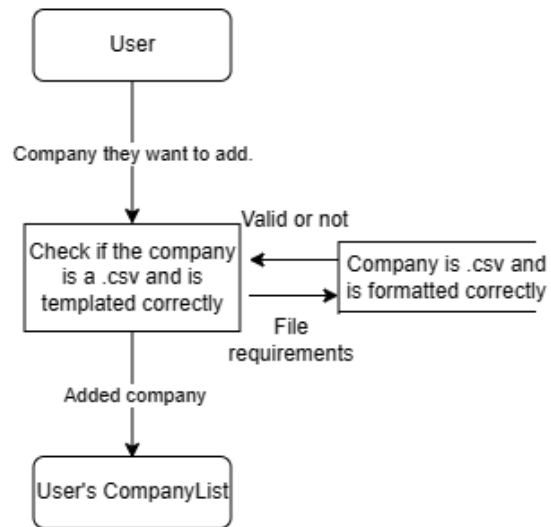 User
Company they want to add.
Valid or not
Check if the company
is a .csv and is
templated correctly
Company is .csv and
is formatted correctly
File
requirements
Added company
User's CompanyList